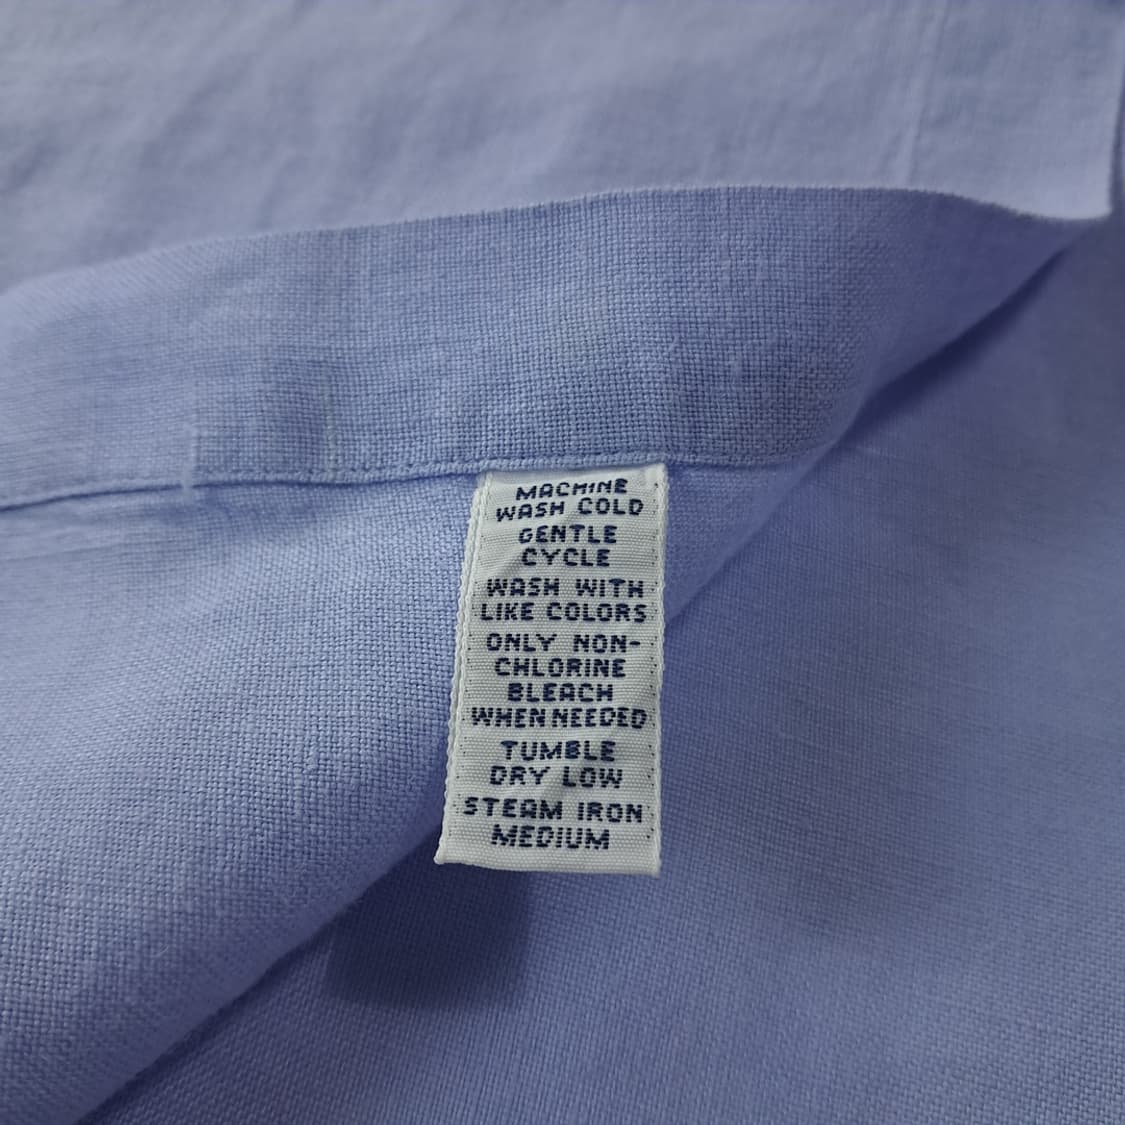 MACHINE
WASH COLD
GENTLE
CYCLE
WASH WITH
LIKE COLORS
ONLY NON-
CHLORINE
BLEACH
WHEN NEEDED
TUMBLE
DRY LOW
STEAM IRON
MEDIUM